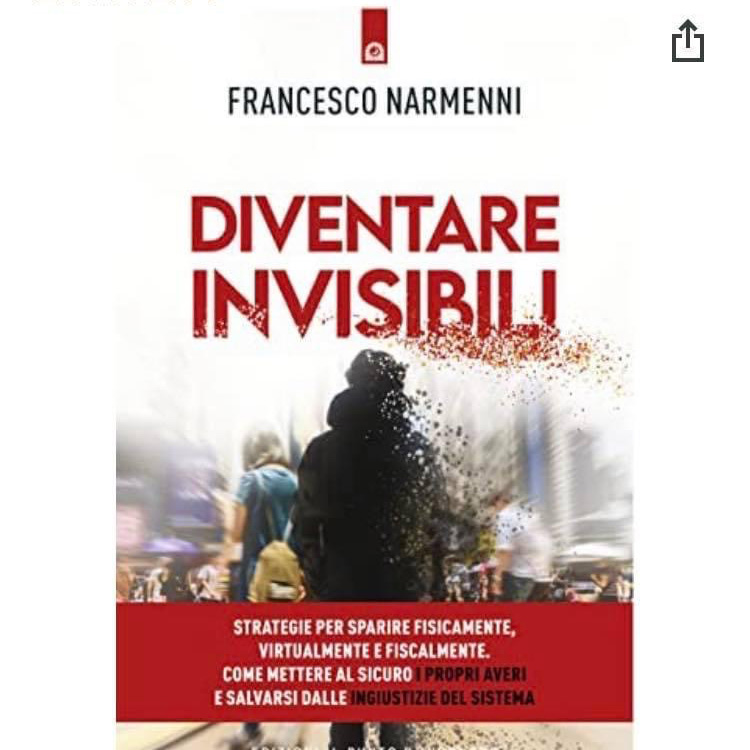 FRANCESCO NARMENNI
DIVENTARE
INVISIBILI
STRATEGIE PER SPARIRE FISICAMENTE,
VIRTUALMENTE E FISCALMENTE.
COME METTERE AL SICURO I PROPRI AVERI
E SALVARSI DALLE INGIUSTIZIE DEL SISTEMA